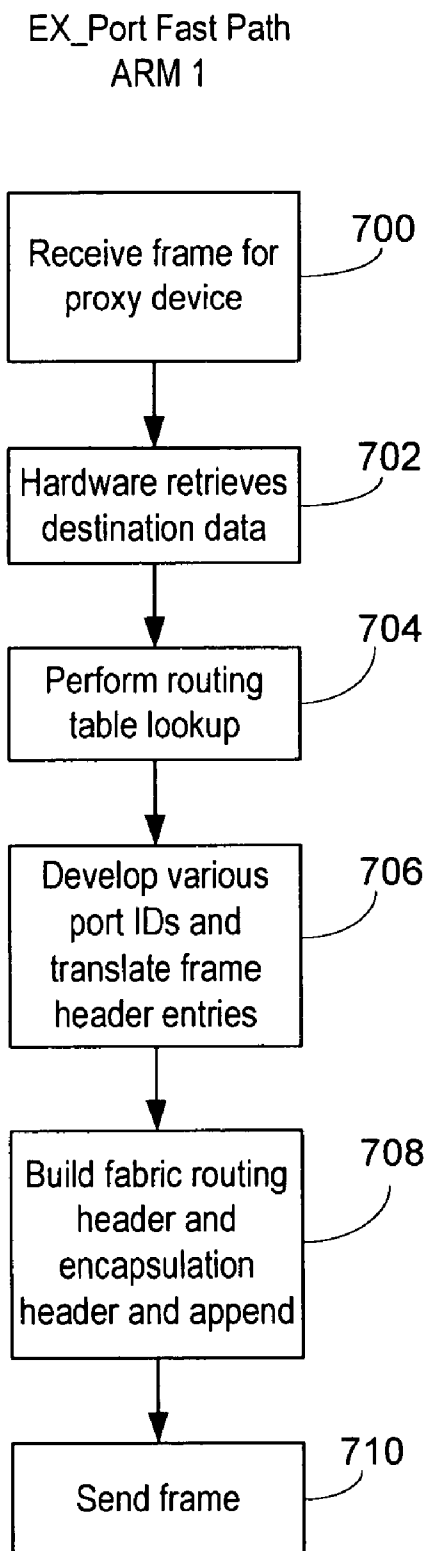 EX_Port Fast Path
ARM 1
Receive frame for
proxy device
700
Hardware retrieves
destination data
702
Perform routing
table lookup
704
Develop various
port IDs and
translate frame
header entries
706
Build fabric routing
header and
encapsulation
header and append
708
Send frame
710